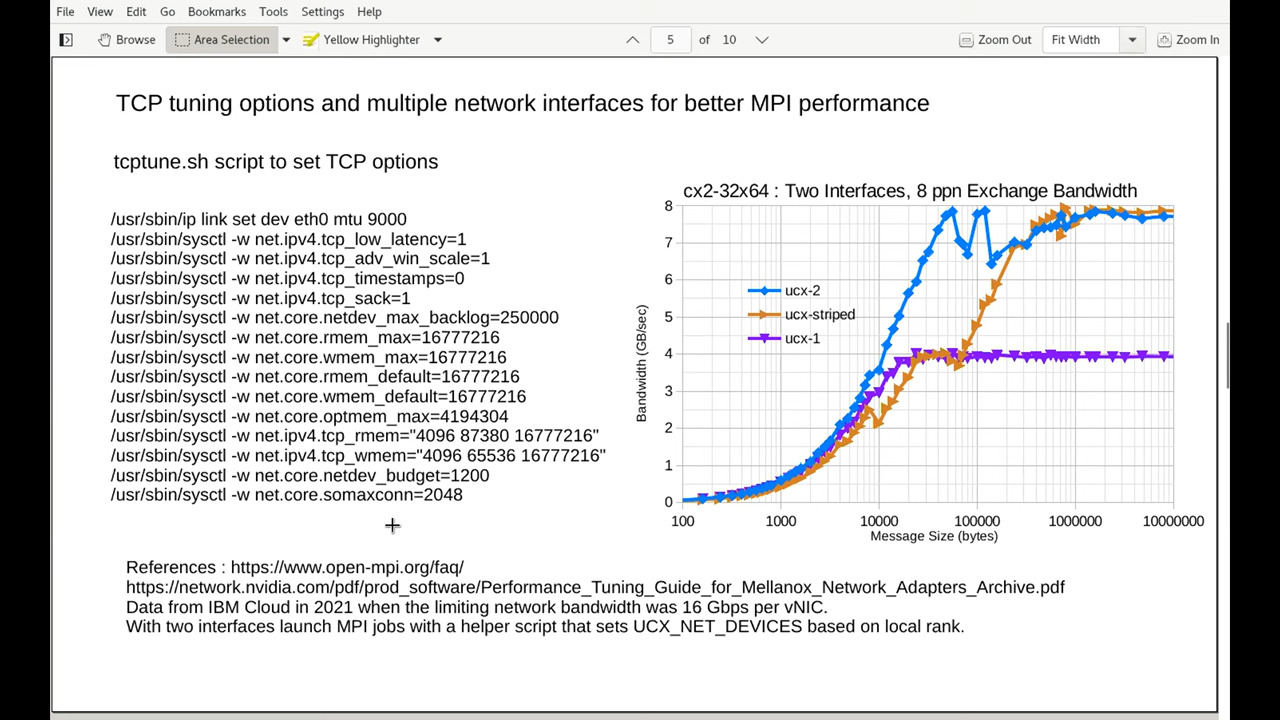 File View Edit Go Bookmarks Tools Settings Help
Browse Area Selection Yellow Highlighter 5 of 10 Zoom Out Fit Width Zoom In
TCP tuning options and multiple network interfaces for better MPI performance
tcptune.sh script to set TCP options
/usr/sbin/ip link set dev eth0 mtu 9000
/usr/sbin/sysctl -w net.ipv4.tcp_low_latency=1
/usr/sbin/sysctl -w net.ipv4.tcp_adv_win_scale=1
/usr/sbin/sysctl -w net.ipv4.tcp_timestamps=0
/usr/sbin/sysctl -w net.ipv4.tcp_sack=1
/usr/sbin/sysctl -w net.core.netdev_max_backlog=250000
/usr/sbin/sysctl -w net.core.rmem_max=16777216
/usr/sbin/sysctl -w net.core.wmem_max=16777216
/usr/sbin/sysctl -w net.core.rmem_default=16777216
/usr/sbin/sysctl -w net.core.wmem_default=16777216
/usr/sbin/sysctl -w net.core.optmem_max=4194304
/usr/sbin/sysctl -w net.ipv4.tcp_rmem="4096 87380 16777216"
/usr/sbin/sysctl -w net.ipv4.tcp_wmem="4096 65536 16777216"
/usr/sbin/sysctl -w net.core.netdev_budget=1200
/usr/sbin/sysctl -w net.core.somaxconn=2048
cx2-32x64 : Two Interfaces, 8 ppn Exchange Bandwidth
Bandwidth (GB/sec)
8
7
6
5
4
3
2
1
0
ucx-2
ucx-striped
ucx-1
100 1000 10000 100000 1000000 10000000
Message Size (bytes)
References : https://www.open-mpi.org/faq/
https://network.nvidia.com/pdf/prod_software/Performance_Tuning_Guide_for_Mellanox_Network_Adapters_Archive.pdf
Data from IBM Cloud in 2021 when the limiting network bandwidth was 16 Gbps per vNIC.
With two interfaces launch MPI jobs with a helper script that sets UCX_NET_DEVICES based on local rank.